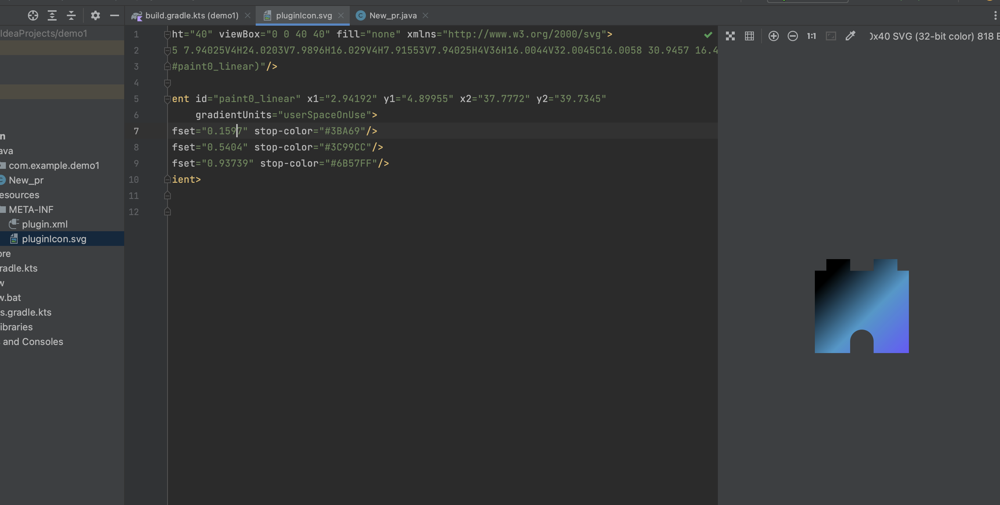 build.gradle.kts (demo1)
pluginIcon.svg
New_pr.java
IdeaProjects/demo1
n
ava
com.example.demo1
New_pr
esources
META-INF
plugin.xml
pluginIcon.svg
ore
radle.kts
w
w.bat
s.gradle.kts
ibraries
and Consoles
1 ht="40" viewBox="0 0 40 40" fill="none" xmlns="http://www.w3.org/2000/svg">
2 5 7.94025V4H24.0203V7.9896H16.029V4H7.91553V7.94025H4V36H16.0044V32.0045C16.0058 30.9457 16.4
3 #paint0_linear)"/>
4
5 ent id="paint0_linear" x1="2.94192" y1="4.89955" x2="37.7772" y2="39.7345"
6 gradientUnits="userSpaceOnUse">
7 fset="0.1597" stop-color="#3BA69"/>
8 fset="0.5404" stop-color="#3C99CC"/>
9 fset="0.93739" stop-color="#6B57FF"/>
10 ient>
11
12
1:1
0x40 SVG (32-bit color) 818 B